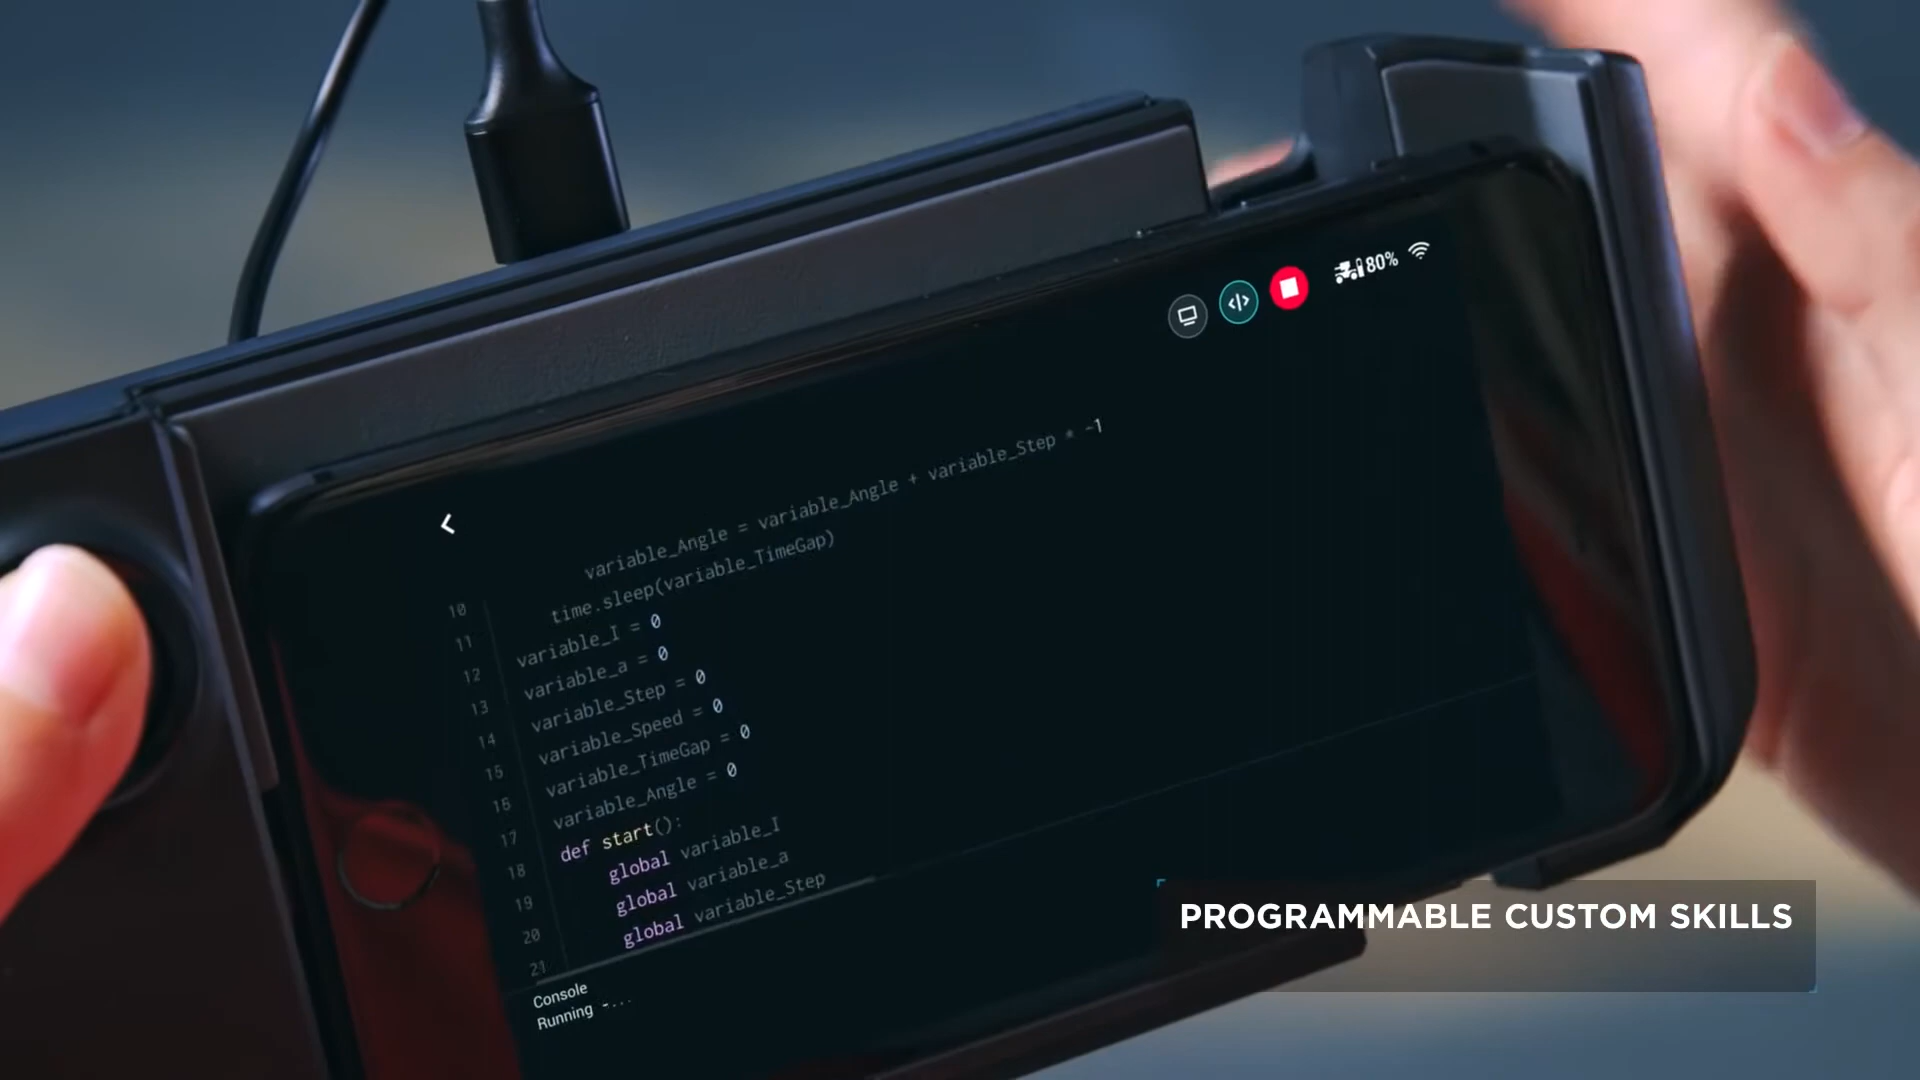 80%
variable_Angle = variable_Angle + variable_Step * -1
10 time.sleep(variable_TimeGap)
11 variable_I = 0
12 variable_a = 0
13 variable_Step = 0
14 variable_Speed = 0
15 variable_TimeGap = 0
16 variable_Angle = 0
17 def start():
18 global variable_I
19 global variable_a
20 global variable_Step
21
Console
Running -...
PROGRAMMABLE CUSTOM SKILLS